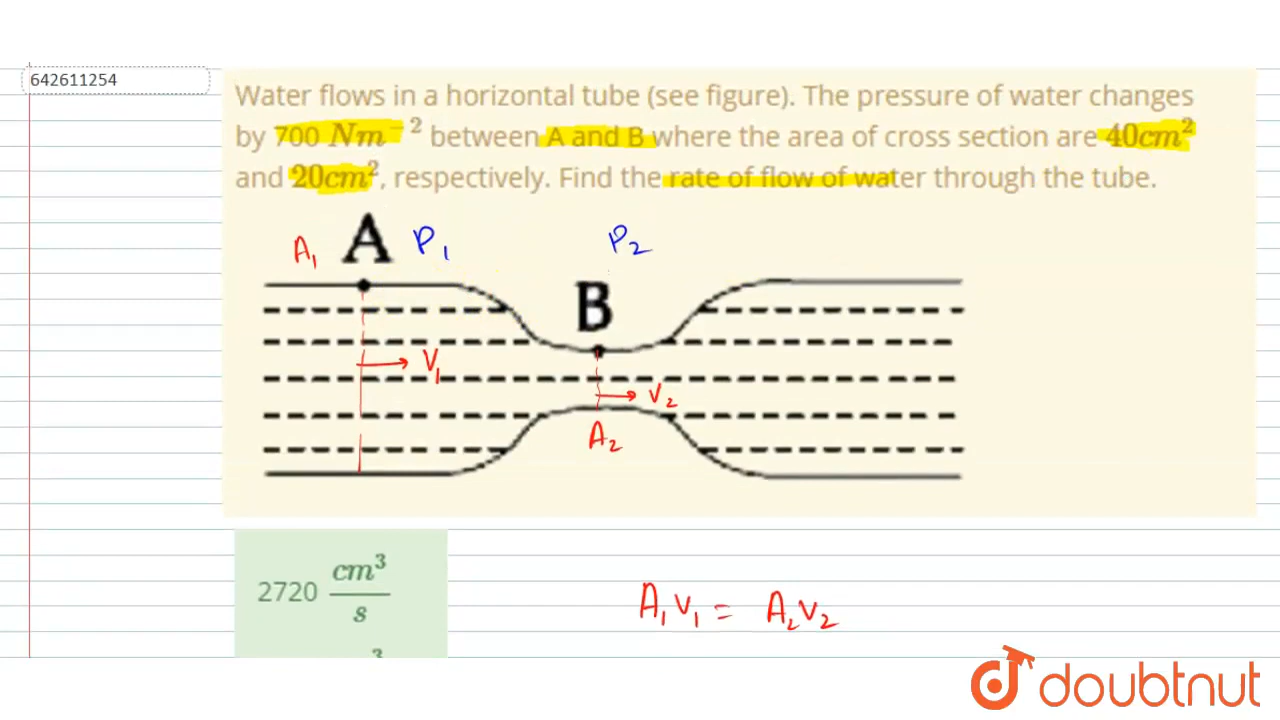 642611254
Water flows in a horizontal tube (see figure). The pressure of water changes
by 700 Nm⁻² between A and B where the area of cross section are 40cm²
and 20cm², respectively. Find the rate of flow of water through the tube.
A₁ A P₁ P₂
B
V₁
V₂
A₂
2720 cm³/s
A₁V₁ = A₂V₂
3
doubtnut